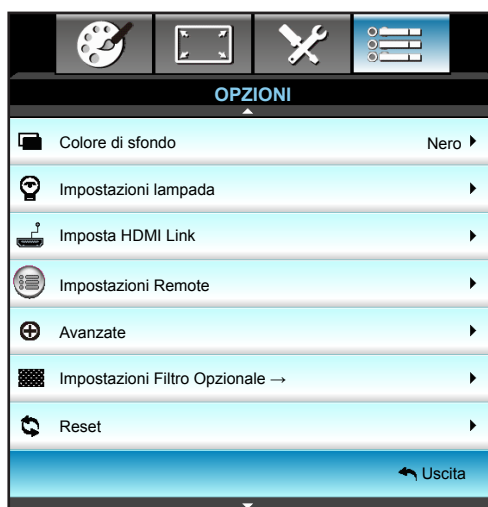 OPZIONI
Colore di sfondo Nero
Impostazioni lampada
Imposta HDMI Link
Impostazioni Remote
Avanzate
Impostazioni Filtro Opzionale →
Reset
Uscita